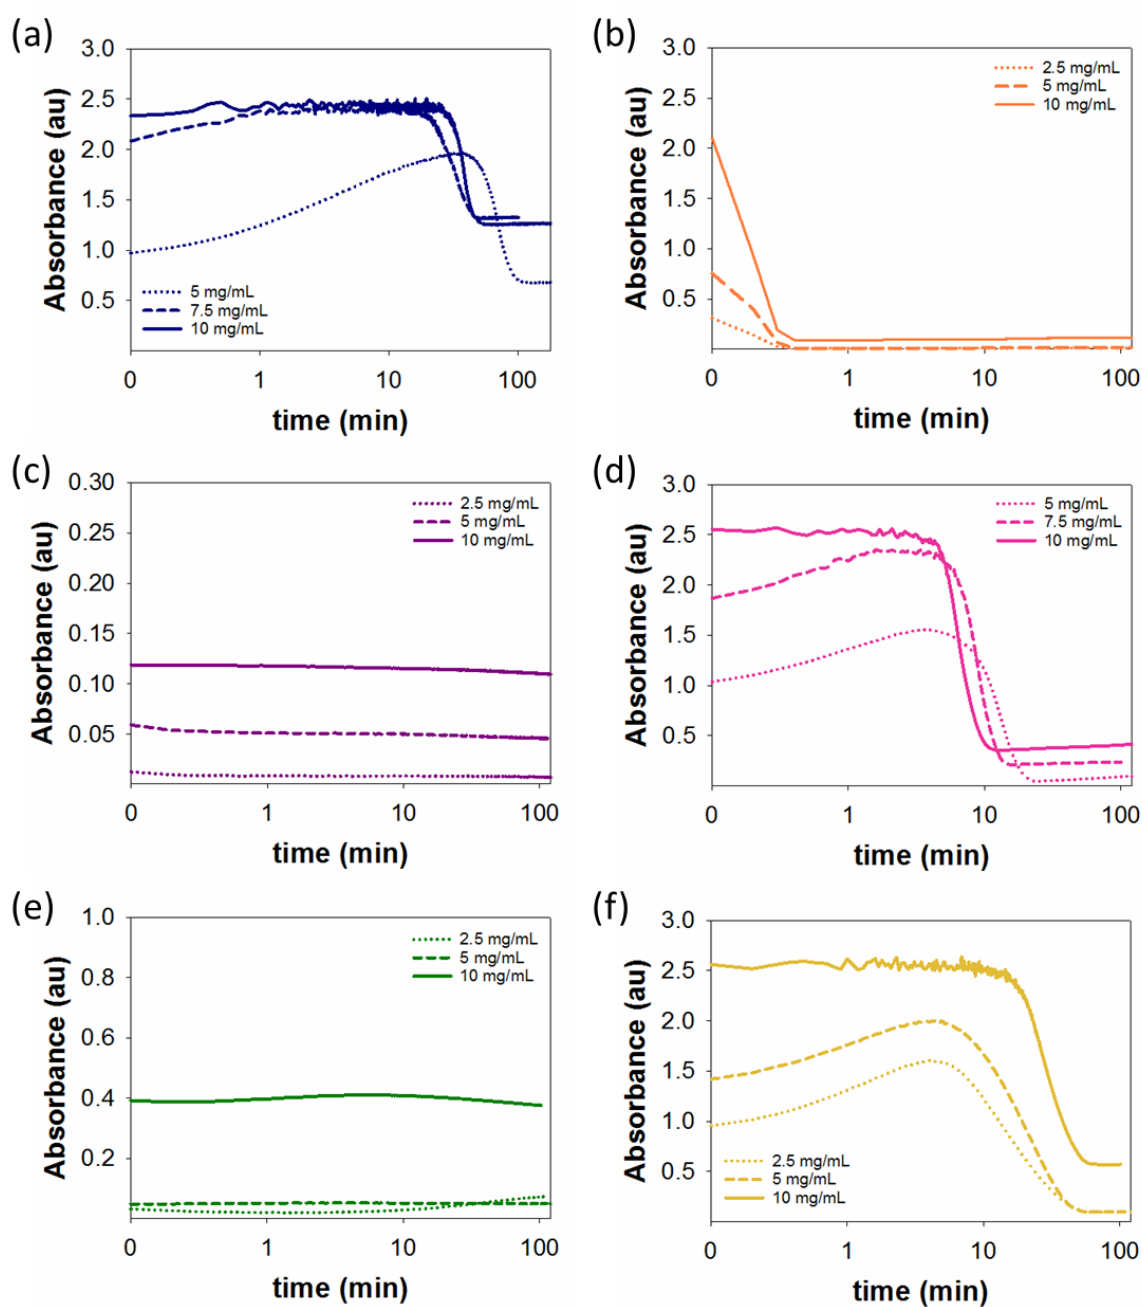 (a)
3.0
2.5
2.0
1.5
1.0
0.5
Absorbance (au)
5 mg/mL
7.5 mg/mL
10 mg/mL
0 1 10 100
time (min)
(b)
3.0
2.5
2.0
1.5
1.0
0.5
Absorbance (au)
2.5 mg/mL
5 mg/mL
10 mg/mL
0 1 10 100
time (min)
(c)
0.30
0.25
0.20
0.15
0.10
0.05
Absorbance (au)
2.5 mg/mL
5 mg/mL
10 mg/mL
0 1 10 100
time (min)
(d)
3.0
2.5
2.0
1.5
1.0
0.5
Absorbance (au)
5 mg/mL
7.5 mg/mL
10 mg/mL
0 1 10 100
time (min)
(e)
1.0
0.8
0.6
0.4
0.2
Absorbance (au)
2.5 mg/mL
5 mg/mL
10 mg/mL
0 1 10 100
time (min)
(f)
3.0
2.5
2.0
1.5
1.0
0.5
Absorbance (au)
2.5 mg/mL
5 mg/mL
10 mg/mL
0 1 10 100
time (min)